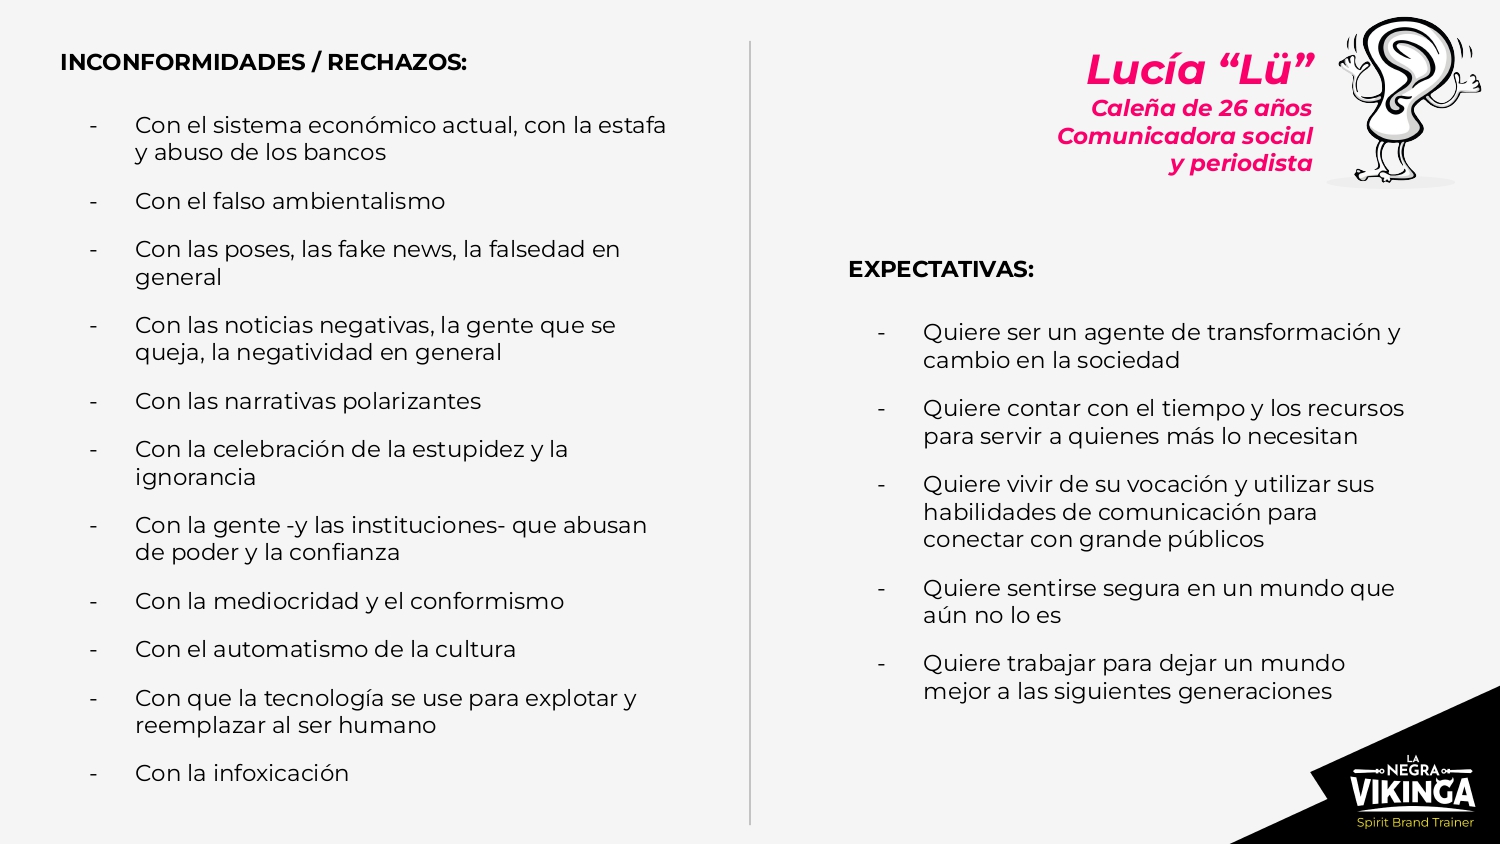 INCONFORMIDADES / RECHAZOS:
- Con el sistema económico actual, con la estafa
y abuso de los bancos
- Con el falso ambientalismo
- Con las poses, las fake news, la falsedad en
general
- Con las noticias negativas, la gente que se
queja, la negatividad en general
- Con las narrativas polarizantes
- Con la celebración de la estupidez y la
ignorancia
- Con la gente -y las instituciones- que abusan
de poder y la confianza
- Con la mediocridad y el conformismo
- Con el automatismo de la cultura
- Con que la tecnología se use para explotar y
reemplazar al ser humano
- Con la infoxicación
Lucía “Lü”
Caleña de 26 años
Comunicadora social
y periodista
EXPECTATIVAS:
- Quiere ser un agente de transformación y
cambio en la sociedad
- Quiere contar con el tiempo y los recursos
para servir a quienes más lo necesitan
- Quiere vivir de su vocación y utilizar sus
habilidades de comunicación para
conectar con grande públicos
- Quiere sentirse segura en un mundo que
aún no lo es
- Quiere trabajar para dejar un mundo
mejor a las siguientes generaciones
LA
NEGRA
VIKINGA
Spirit Brand Trainer